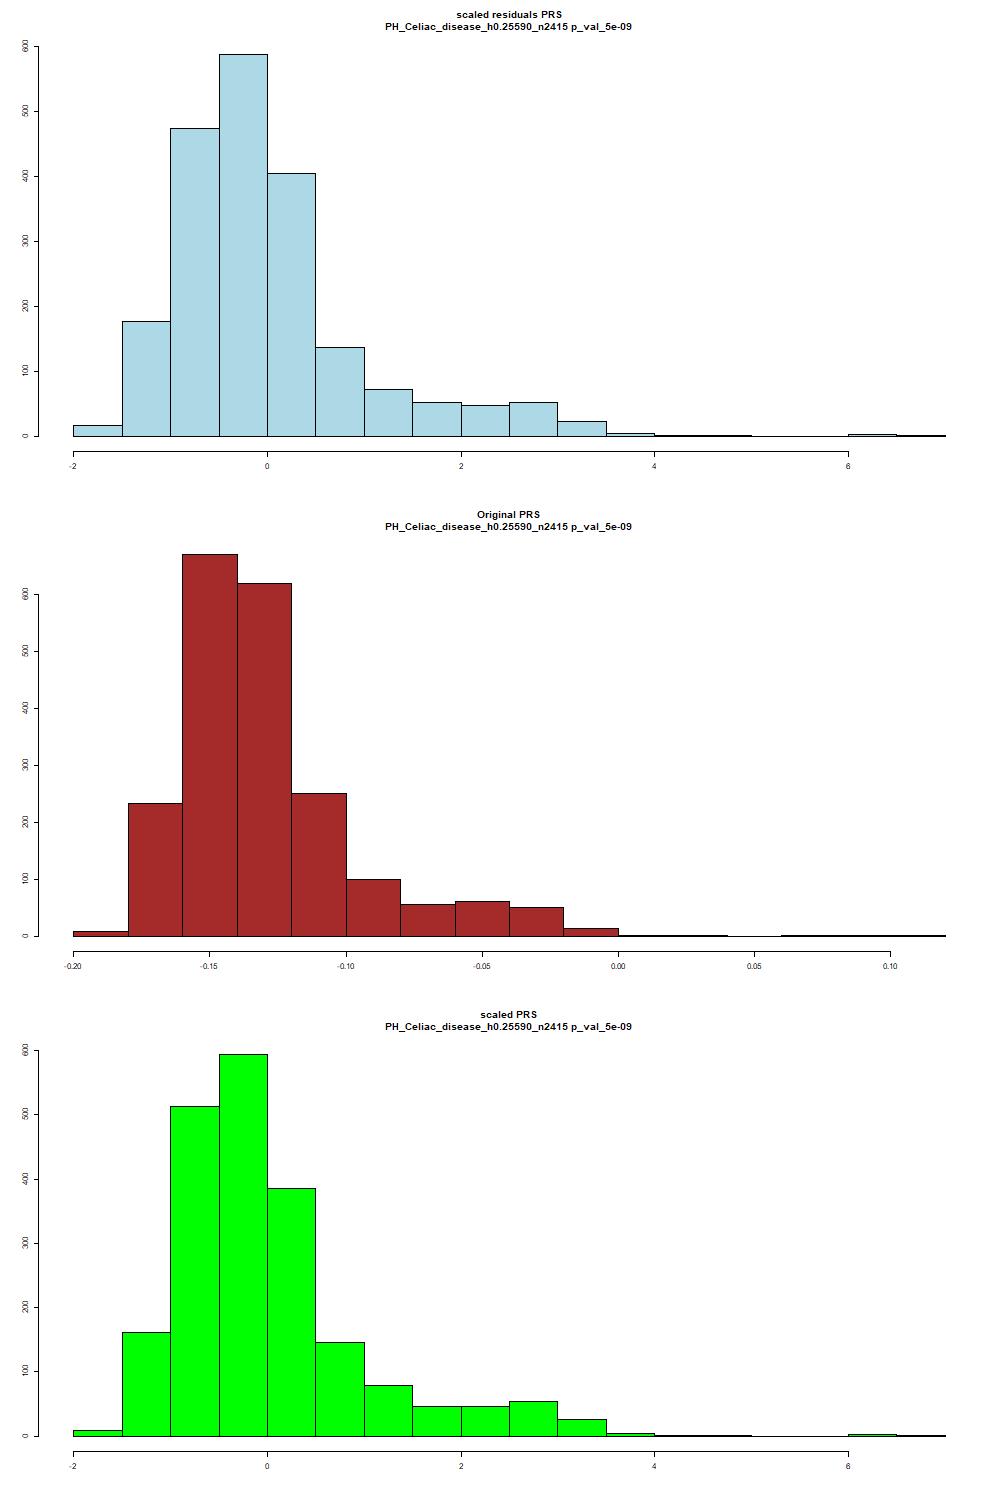 scaled residuals PRS
PH_Celiac_disease_h0.25590_n2415 p_val_5e-09
600
500
400
300
200
100
0
-2 0 2 4 6
Original PRS
PH_Celiac_disease_h0.25590_n2415 p_val_5e-09
600
500
400
300
200
100
0
-0.20 -0.15 -0.10 -0.05 0.00 0.05 0.10
scaled PRS
PH_Celiac_disease_h0.25590_n2415 p_val_5e-09
600
500
400
300
200
100
0
-2 0 2 4 6